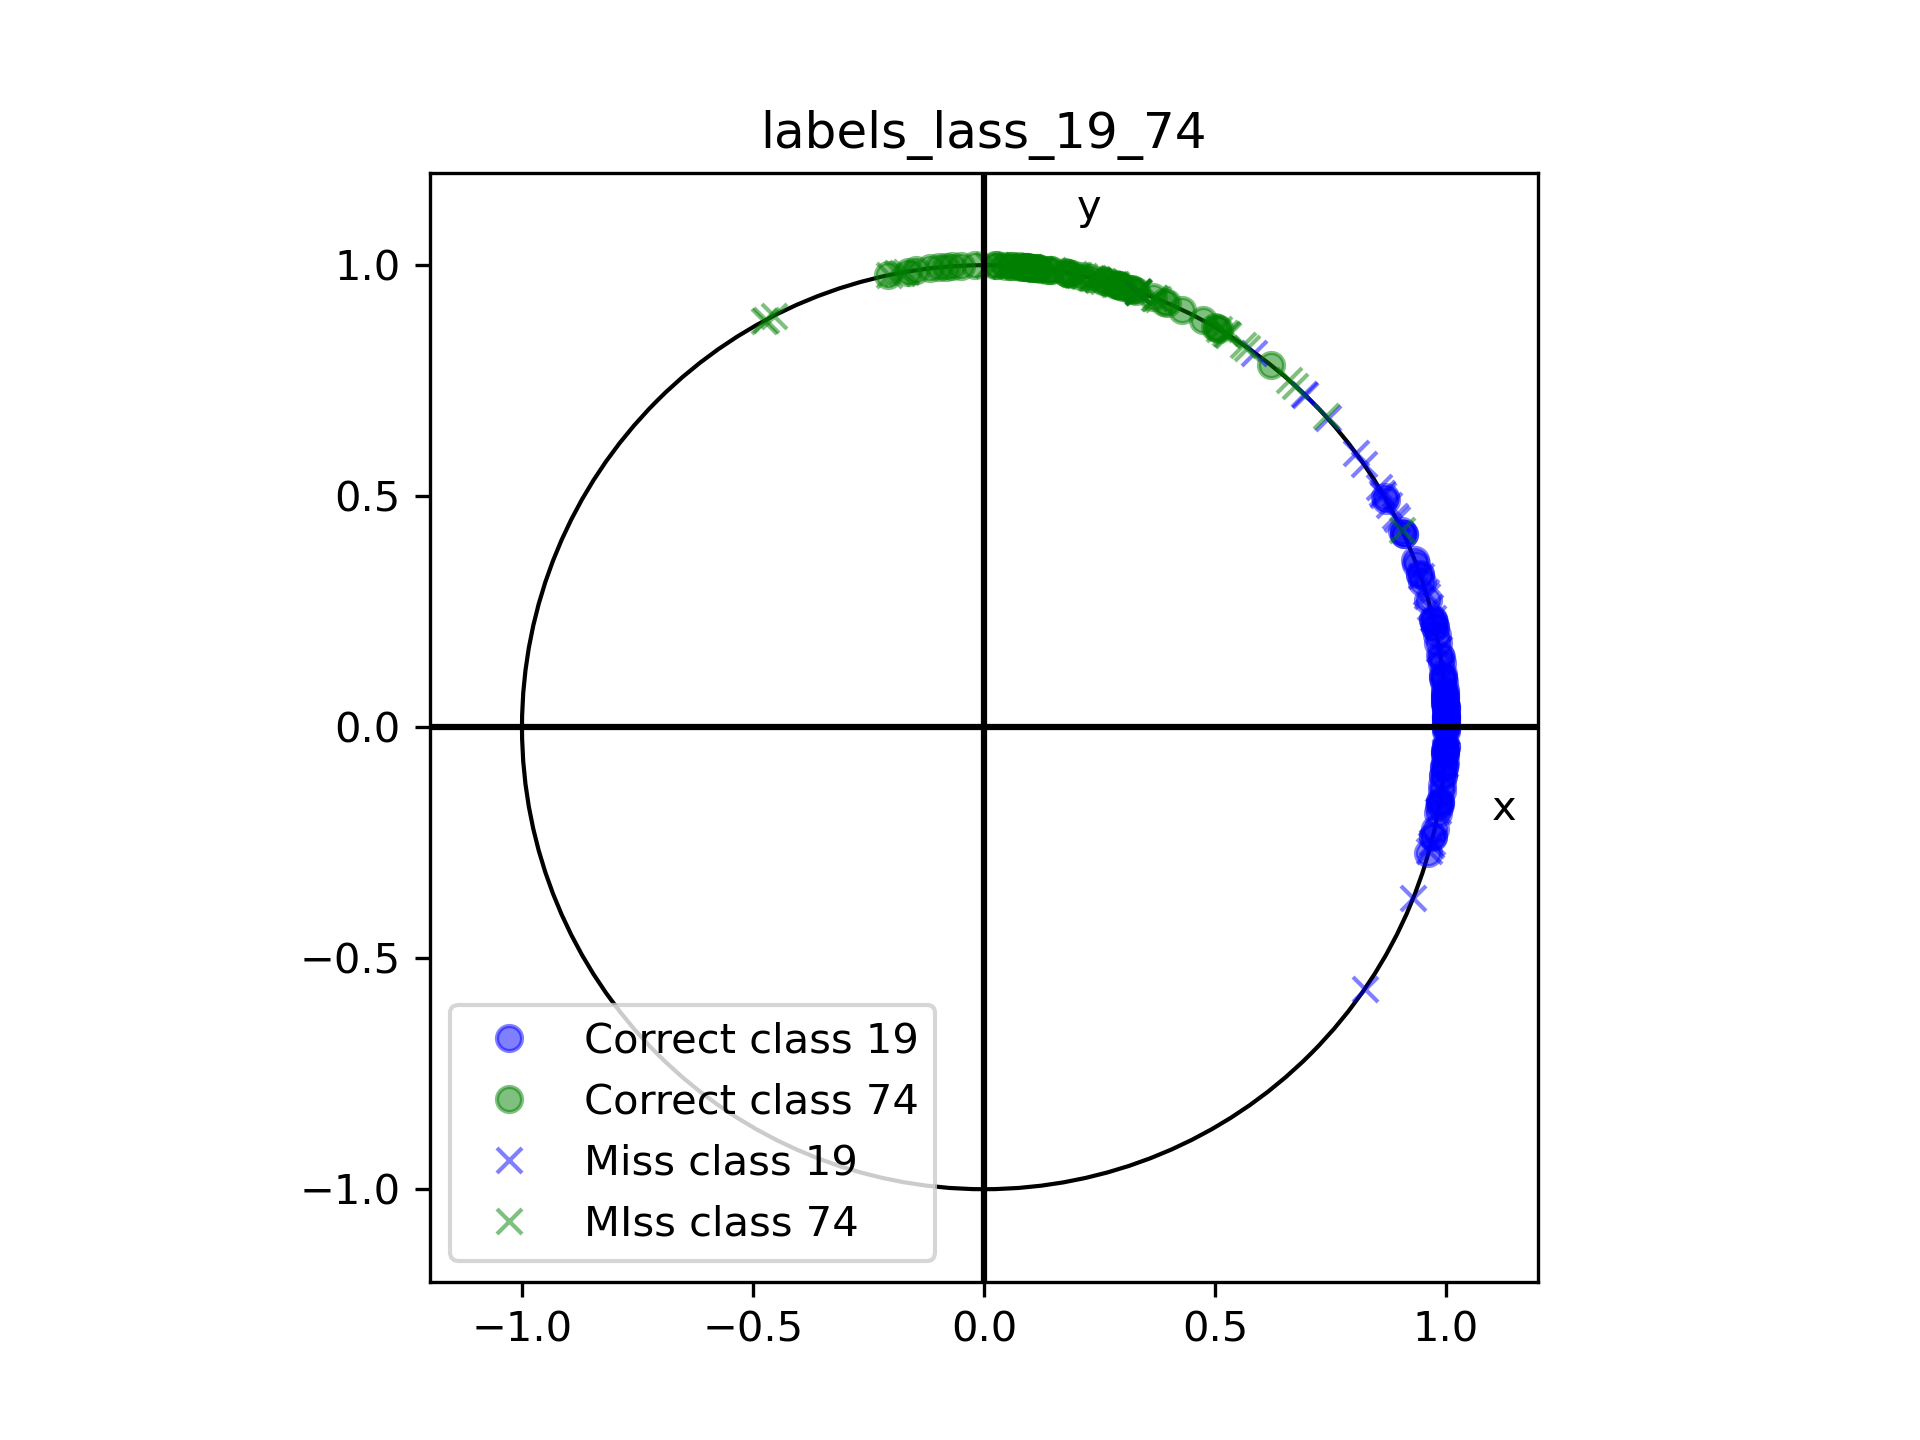 labels_lass_19_74
y
x
1.0
0.5
0.0
−0.5
−1.0
−1.0 −0.5 0.0 0.5 1.0
Correct class 19
Correct class 74
Miss class 19
MIss class 74